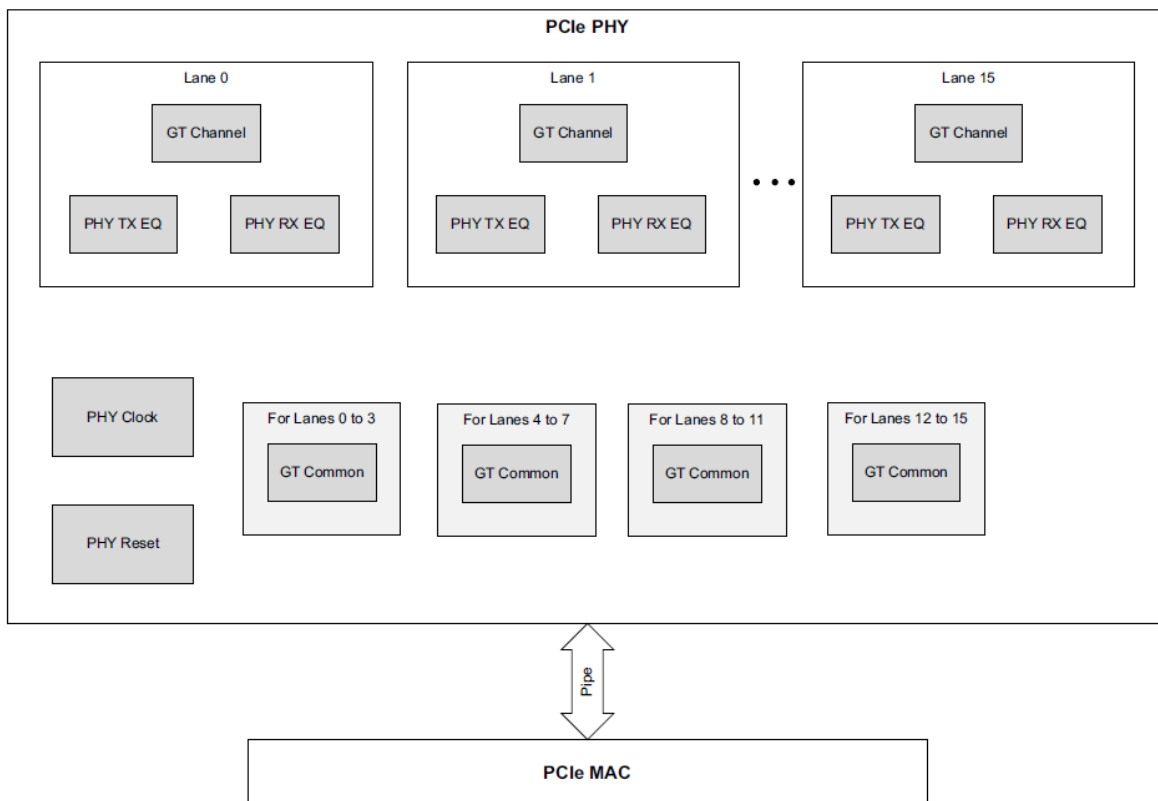 PCIe PHY
Lane 0
Lane 1
Lane 15
GT Channel
GT Channel
GT Channel
PHY TX EQ
PHY RX EQ
PHY TX EQ
PHY RX EQ
PHY TX EQ
PHY RX EQ
PHY Clock
For Lanes 0 to 3
For Lanes 4 to 7
For Lanes 8 to 11
For Lanes 12 to 15
GT Common
GT Common
GT Common
GT Common
PHY Reset
Pipe
PCIe MAC